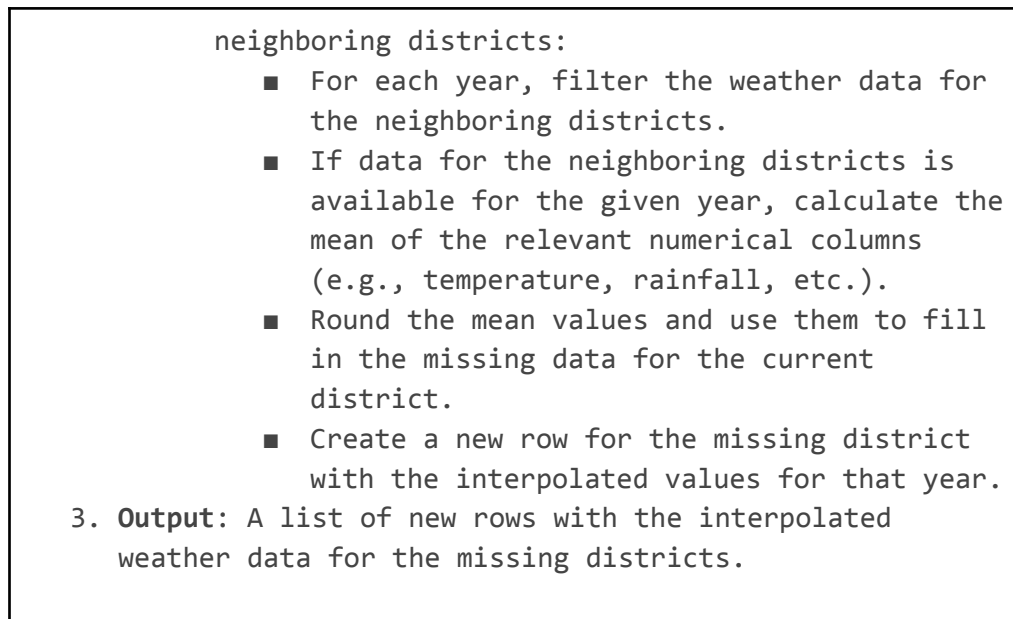 neighboring districts:
■ For each year, filter the weather data for
the neighboring districts.
■ If data for the neighboring districts is
available for the given year, calculate the
mean of the relevant numerical columns
(e.g., temperature, rainfall, etc.).
■ Round the mean values and use them to fill
in the missing data for the current
district.
■ Create a new row for the missing district
with the interpolated values for that year.
3. Output: A list of new rows with the interpolated
weather data for the missing districts.